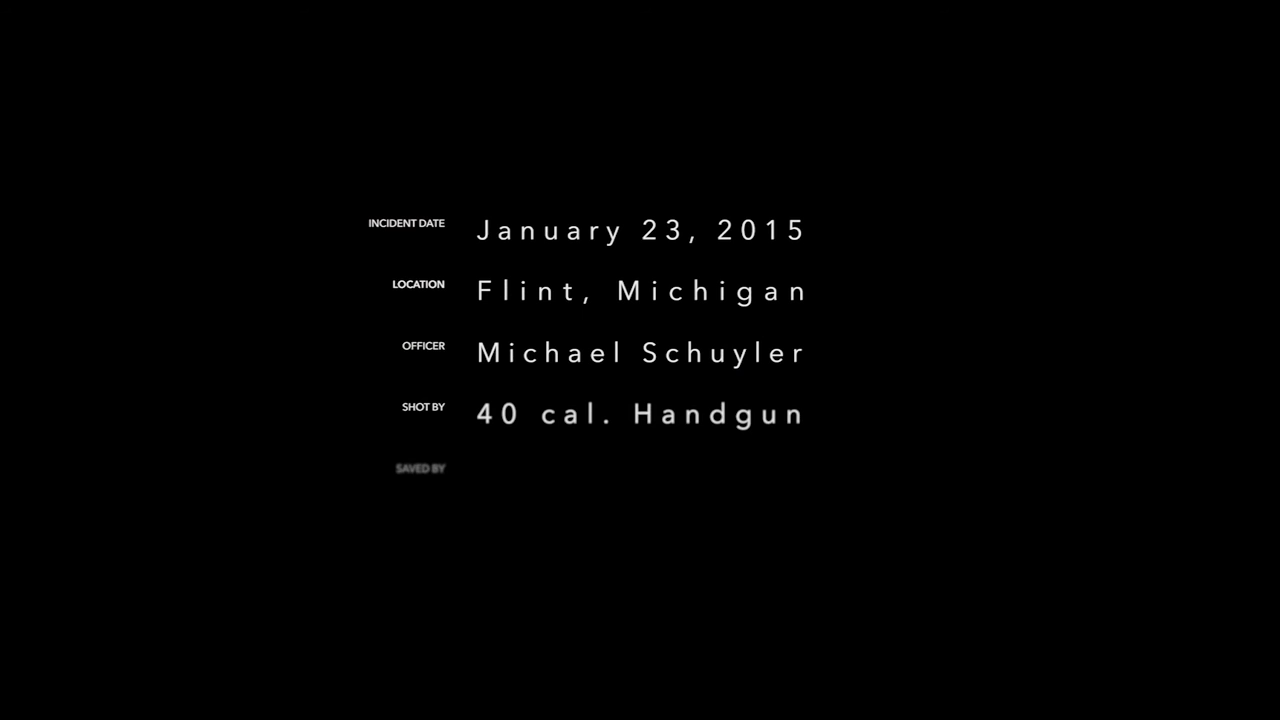 INCIDENT DATE January 23, 2015
LOCATION Flint, Michigan
OFFICER Michael Schuyler
SHOT BY 40 cal. Handgun
SAVED BY